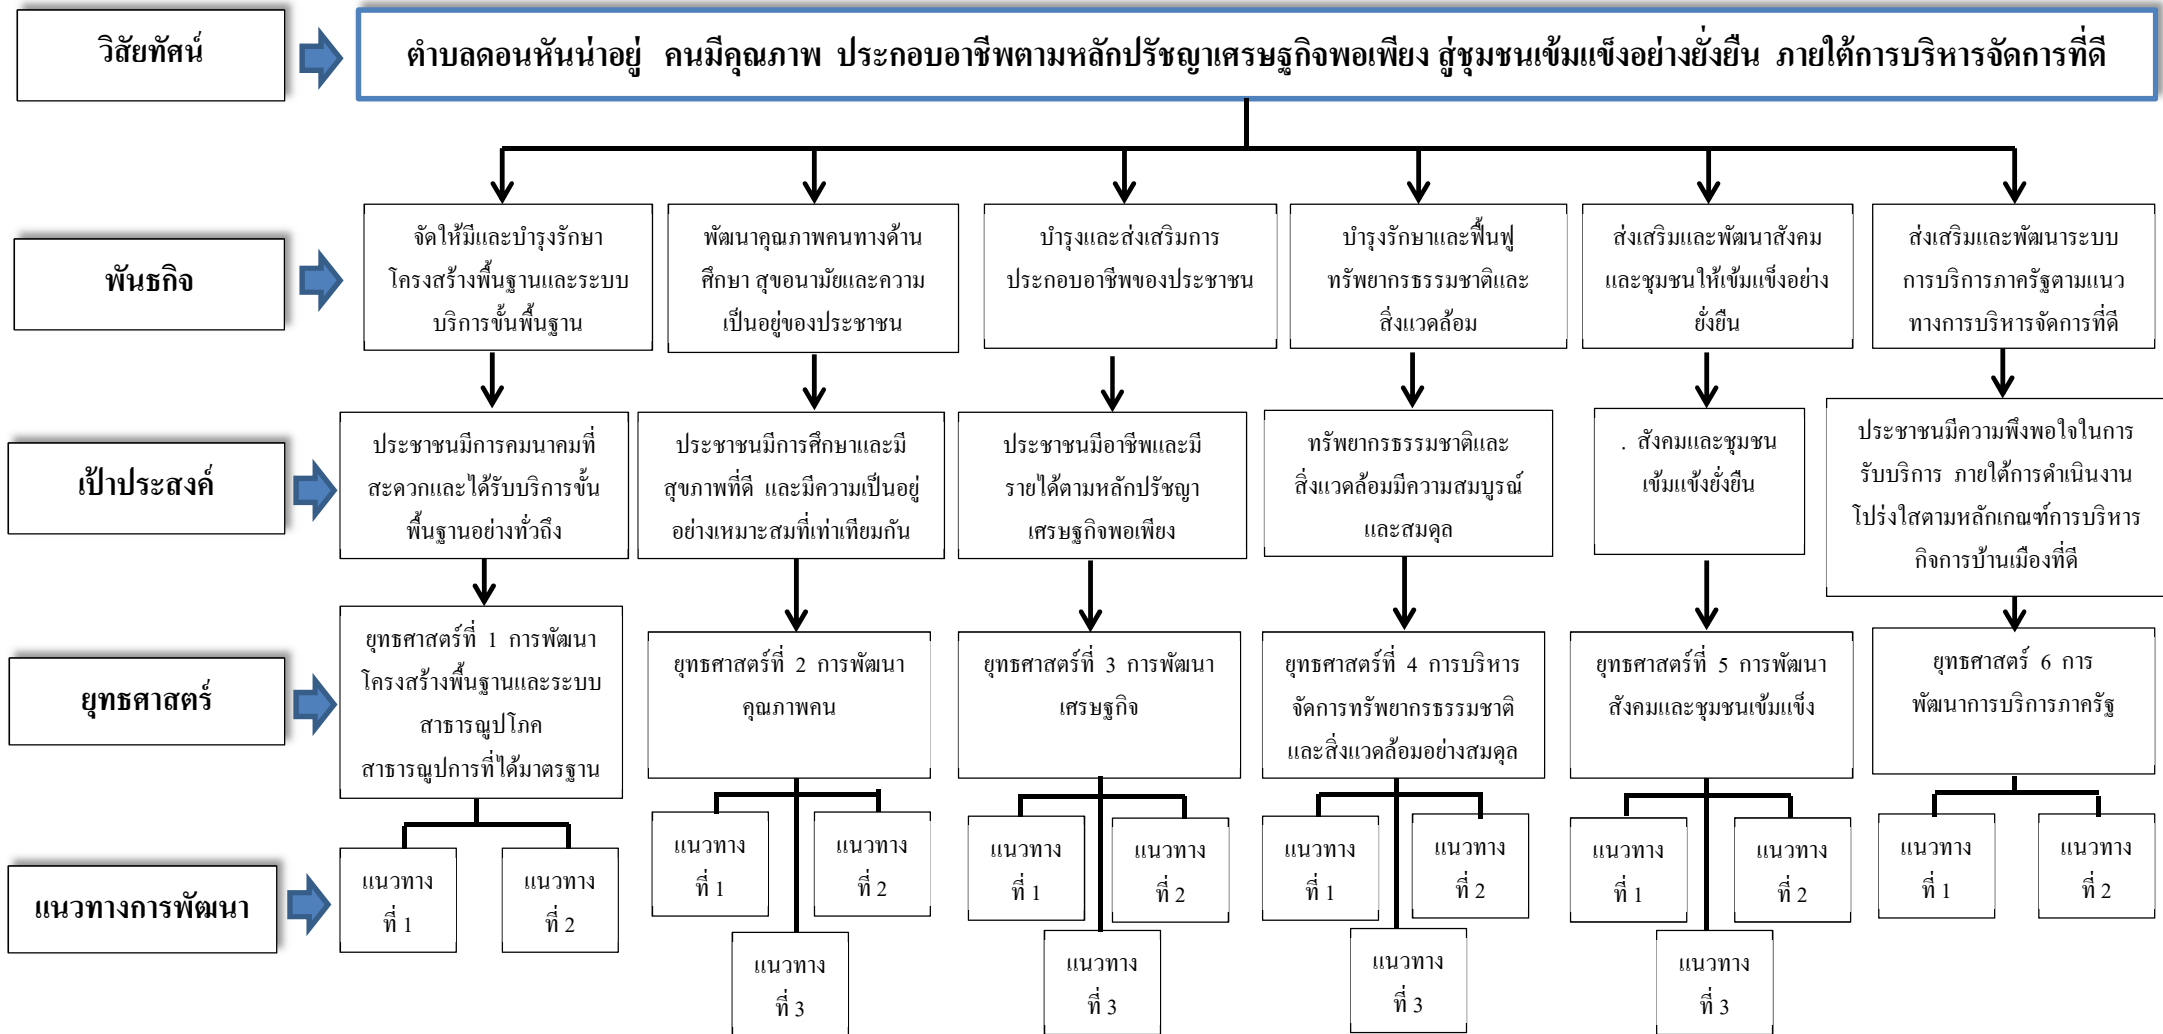 วิสัยทัศน์
ตำบลดอนหันน่าอยู่ คนมีคุณภาพ ประกอบอาชีพตามหลักปรัชญาเศรษฐกิจพอเพียง สู่ชุมชนเข้มแข็งอย่างยั่งยืน ภายใต้การบริหารจัดการที่ดี
พันธกิจ
จัดให้มีและบำรุงรักษา
โครงสร้างพื้นฐานและระบบ
บริการขั้นพื้นฐาน
พัฒนาคุณภาพคนทางด้าน
ศึกษา สุขอนามัยและความ
เป็นอยู่ของประชาชน
บำรุงและส่งเสริมการ
ประกอบอาชีพของประชาชน
บำรุงรักษาและฟื้นฟู
ทรัพยากรธรรมชาติและ
สิ่งแวดล้อม
ส่งเสริมและพัฒนาสังคม
และชุมชนให้เข้มแข็งอย่าง
ยั่งยืน
ส่งเสริมและพัฒนาระบบ
การบริการภาครัฐตามแนว
ทางการบริหารจัดการที่ดี
เป้าประสงค์
ประชาชนมีการคมนาคมที่
สะดวกและได้รับบริการขั้น
พื้นฐานอย่างทั่วถึง
ประชาชนมีการศึกษาและมี
สุขภาพที่ดี และมีความเป็นอยู่
อย่างเหมาะสมที่เท่าเทียมกัน
ประชาชนมีอาชีพและมี
รายได้ตามหลักปรัชญา
เศรษฐกิจพอเพียง
ทรัพยากรธรรมชาติและ
สิ่งแวดล้อมมีความสมบูรณ์
และสมดุล
. สังคมและชุมชน
เข้มแข้งยั่งยืน
ประชาชนมีความพึงพอใจในการ
รับบริการ ภายใต้การดำเนินงาน
โปร่งใสตามหลักเกณฑ์การบริหาร
กิจการบ้านเมืองที่ดี
ยุทธศาสตร์
ยุทธศาสตร์ที่ 1 การพัฒนา
โครงสร้างพื้นฐานและระบบ
สาธารณูปโภค
สาธารณูปการที่ได้มาตรฐาน
ยุทธศาสตร์ที่ 2 การพัฒนา
คุณภาพคน
ยุทธศาสตร์ที่ 3 การพัฒนา
เศรษฐกิจ
ยุทธศาสตร์ที่ 4 การบริหาร
จัดการทรัพยากรธรรมชาติ
และสิ่งแวดล้อมอย่างสมดุล
ยุทธศาสตร์ที่ 5 การพัฒนา
สังคมและชุมชนเข้มแข็ง
ยุทธศาสตร์ 6 การ
พัฒนาการบริการภาครัฐ
แนวทางการพัฒนา
แนวทาง
ที่ 1
แนวทาง
ที่ 2
แนวทาง
ที่ 1
แนวทาง
ที่ 2
แนวทาง
ที่ 3
แนวทาง
ที่ 1
แนวทาง
ที่ 2
แนวทาง
ที่ 3
แนวทาง
ที่ 1
แนวทาง
ที่ 2
แนวทาง
ที่ 3
แนวทาง
ที่ 1
แนวทาง
ที่ 2
แนวทาง
ที่ 3
แนวทาง
ที่ 1
แนวทาง
ที่ 2